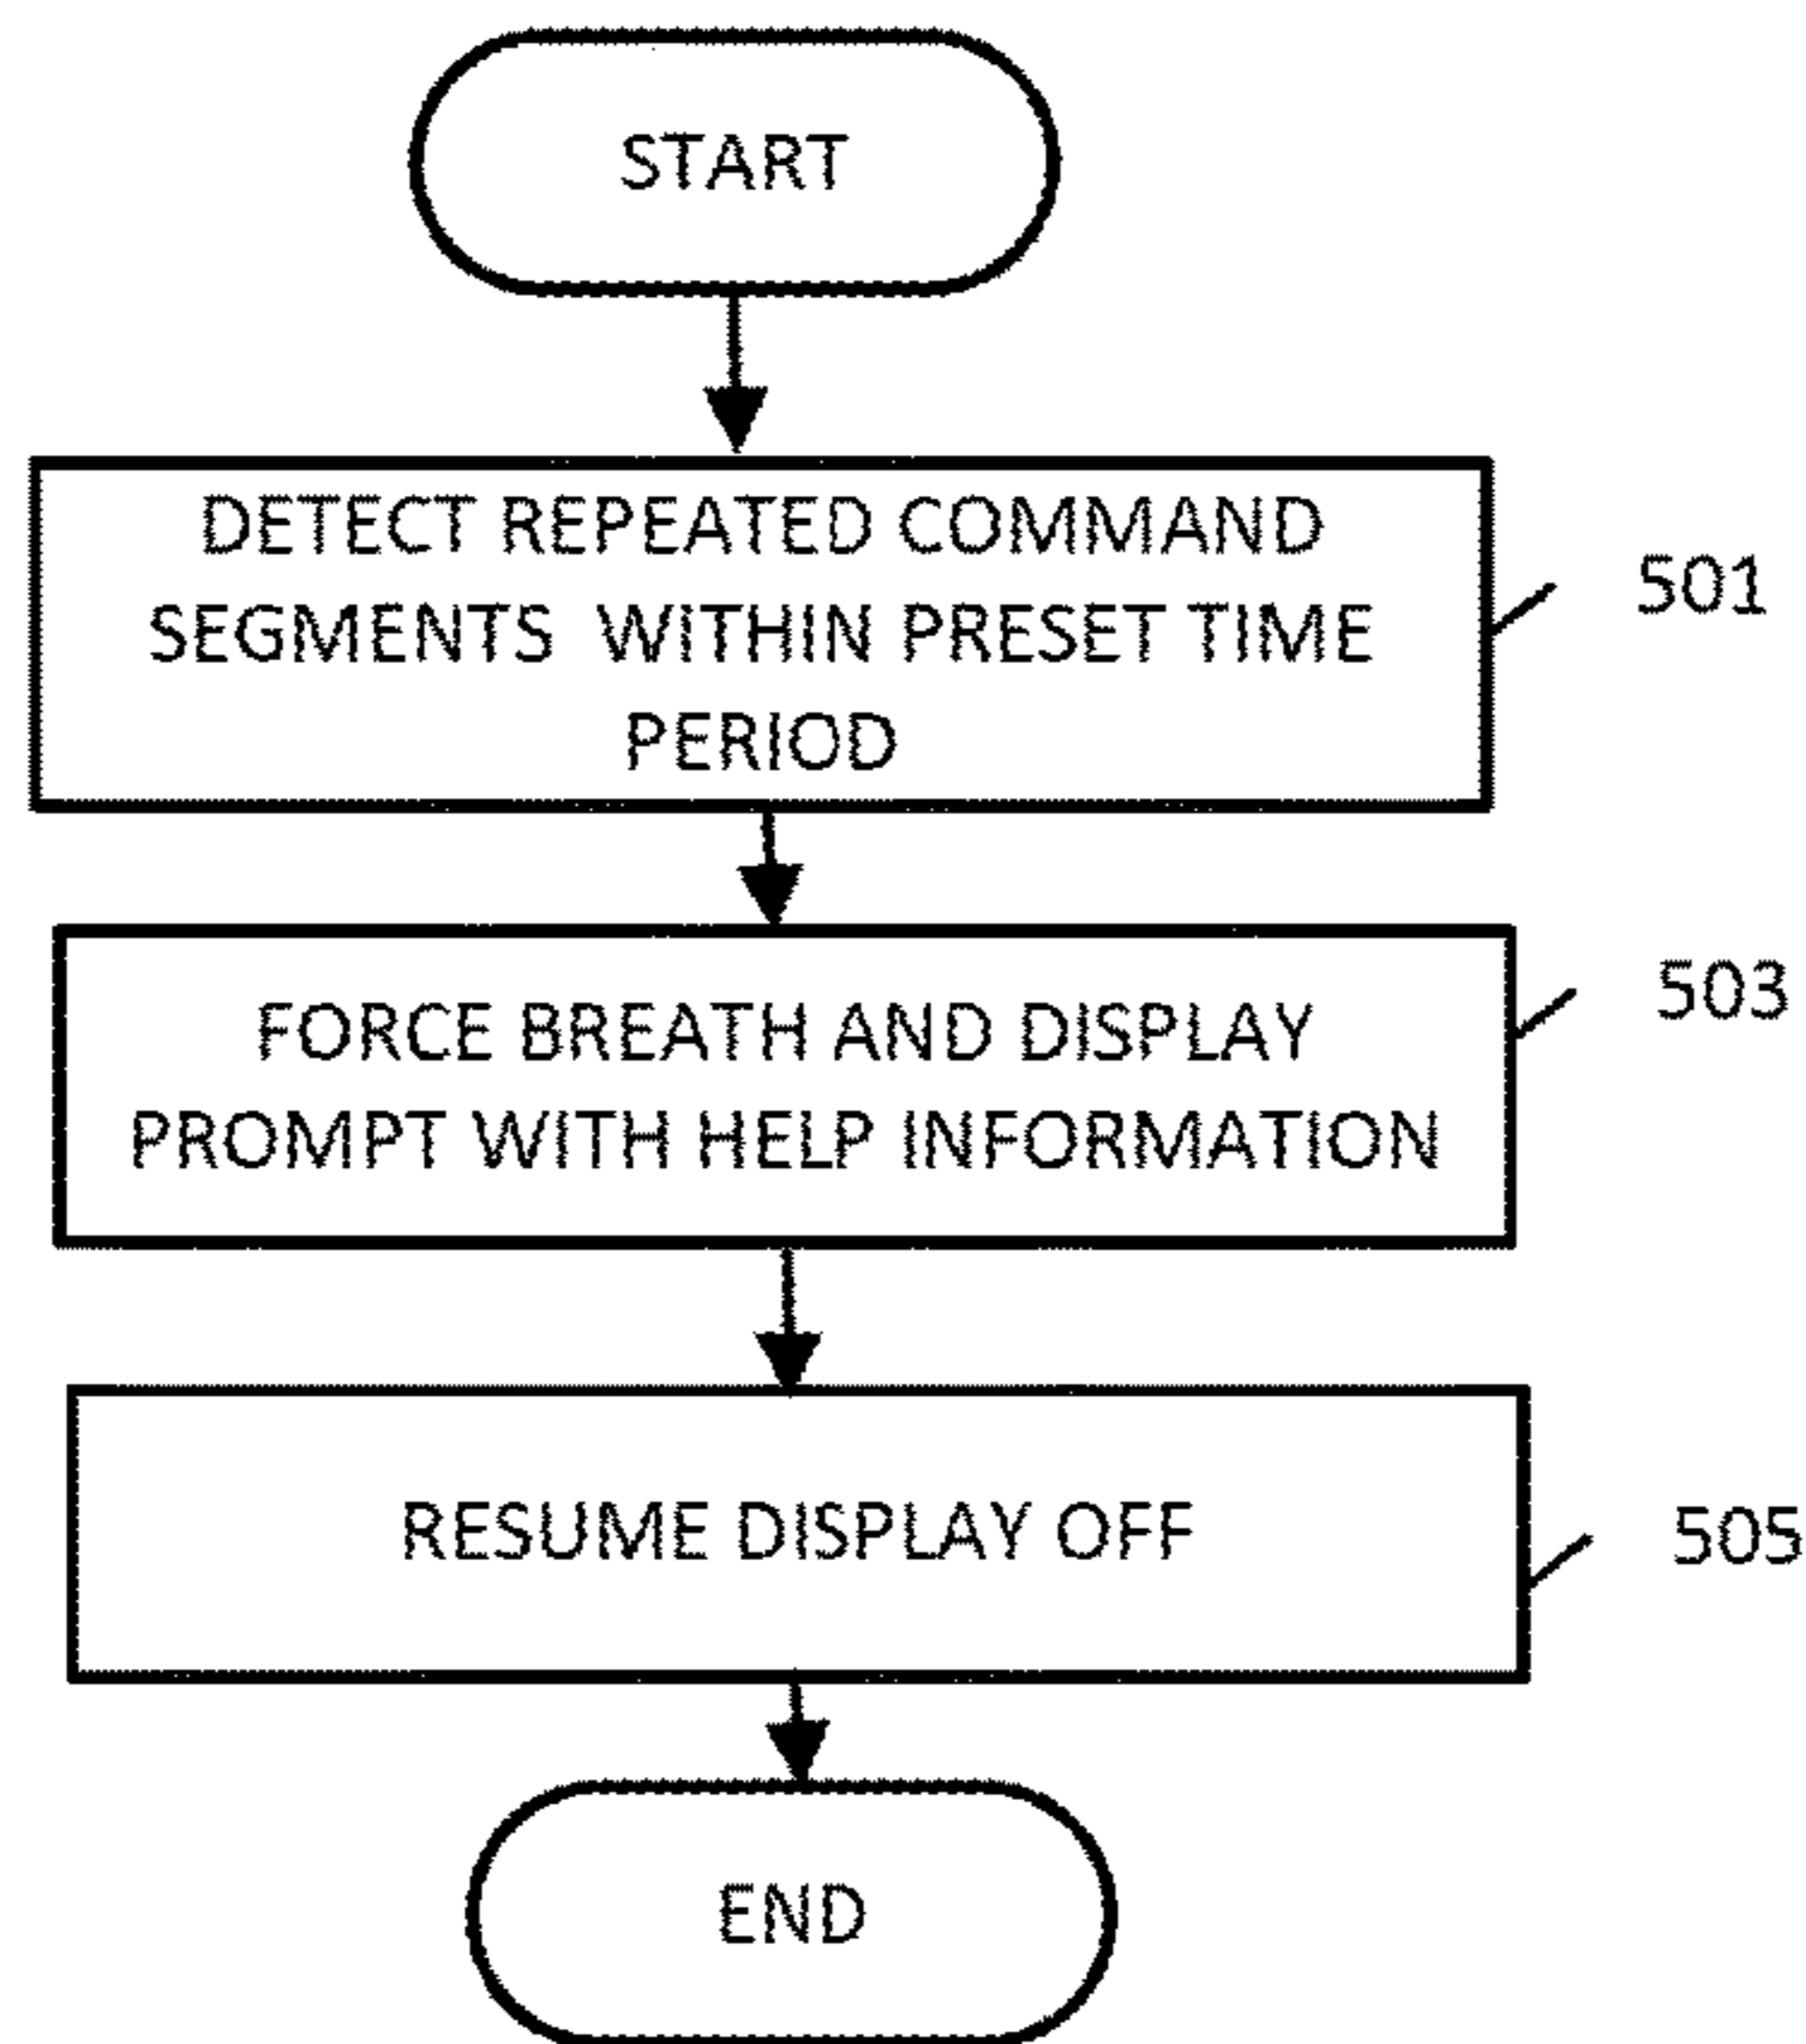 START
DETECT REPEATED COMMAND
SEGMENTS WITHIN PRESET TIME
PERIOD
501
FORCE BREATH AND DISPLAY
PROMPT WITH HELP INFORMATION
503
RESUME DISPLAY OFF
505
END